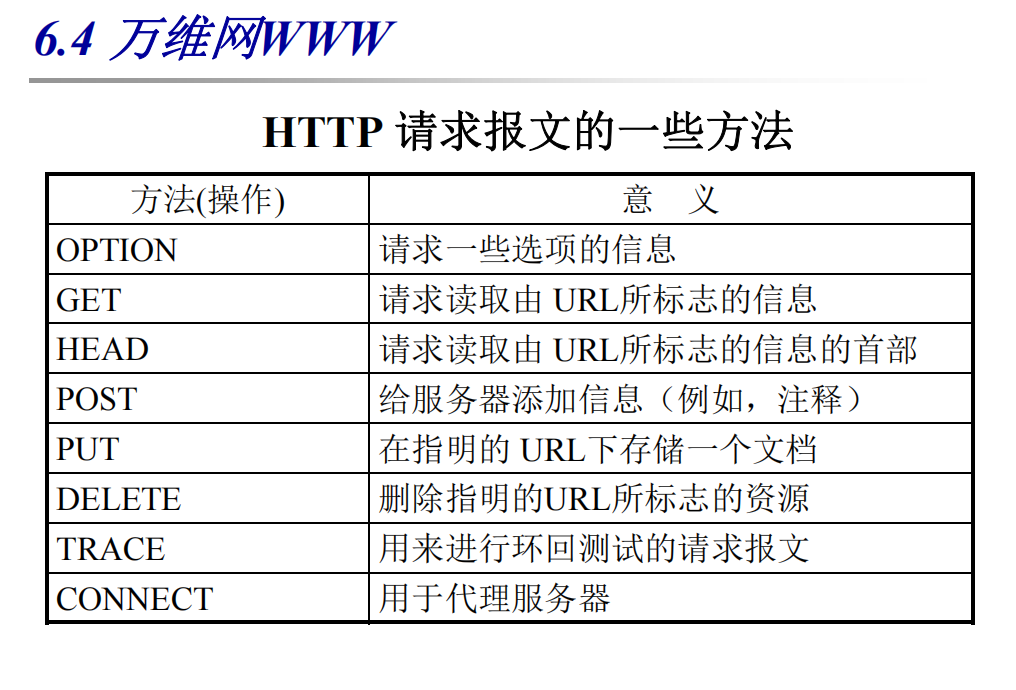 6.4 万维网WWW
HTTP 请求报文的一些方法
方法(操作) 意 义
OPTION 请求一些选项的信息
GET 请求读取由 URL所标志的信息
HEAD 请求读取由 URL所标志的信息的首部
POST 给服务器添加信息（例如，注释）
PUT 在指明的 URL下存储一个文档
DELETE 删除指明的URL所标志的资源
TRACE 用来进行环回测试的请求报文
CONNECT 用于代理服务器